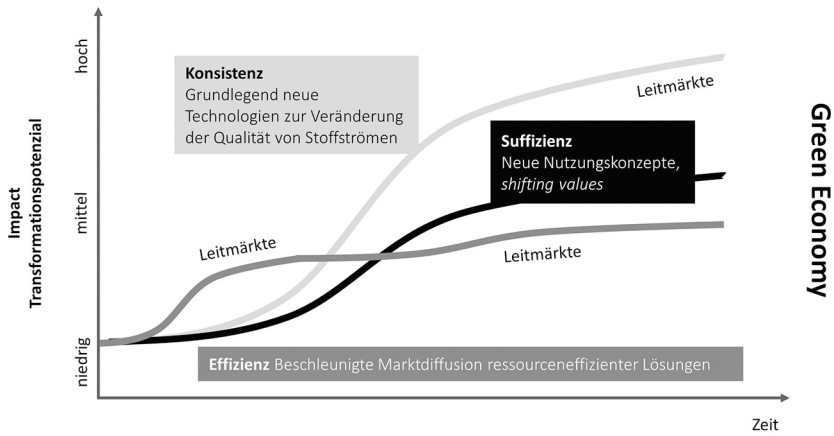 hoch
mittel
niedrig
Impact
Transformationspotenzial
Konsistenz
Grundlegend neue
Technologien zur Veränderung
der Qualität von Stoffströmen
Leitmärkte
Suffizienz
Neue Nutzungskonzepte,
shifting values
Leitmärkte
Leitmärkte
Effizienz Beschleunigte Marktdiffusion ressourceneffizienter Lösungen
Zeit
Green Economy